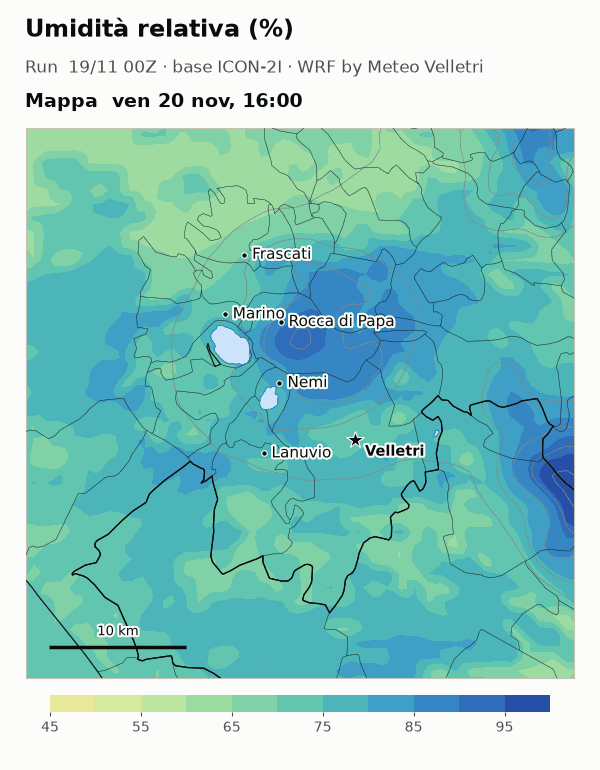 Umidità relativa (%)
Run  19/11 00Z · base ICON-2I · WRF by Meteo Velletri
Mappa  ven 20 nov, 16:00
Frascati
Marino
Rocca di Papa
Nemi
Velletri
Lanuvio
10 km
45 55 65 75 85 95